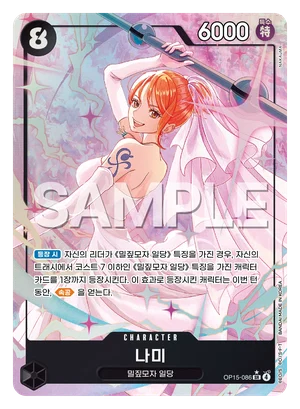 8
6000
특수
特
SAMPLE
등장 시 자신의 리더가 《밀짚모자 일당》 특징을 가진 경우, 자신의
트래시에서 코스트 7 이하인 《밀짚모자 일당》 특징을 가진 캐릭터
카드를 1장까지 등장시킨다. 이 효과로 등장시킨 캐릭터는 이번 턴
동안, 속공 을 얻는다.
CHARACTER
나미
밀짚모자 일당
OP15-086 SR 4